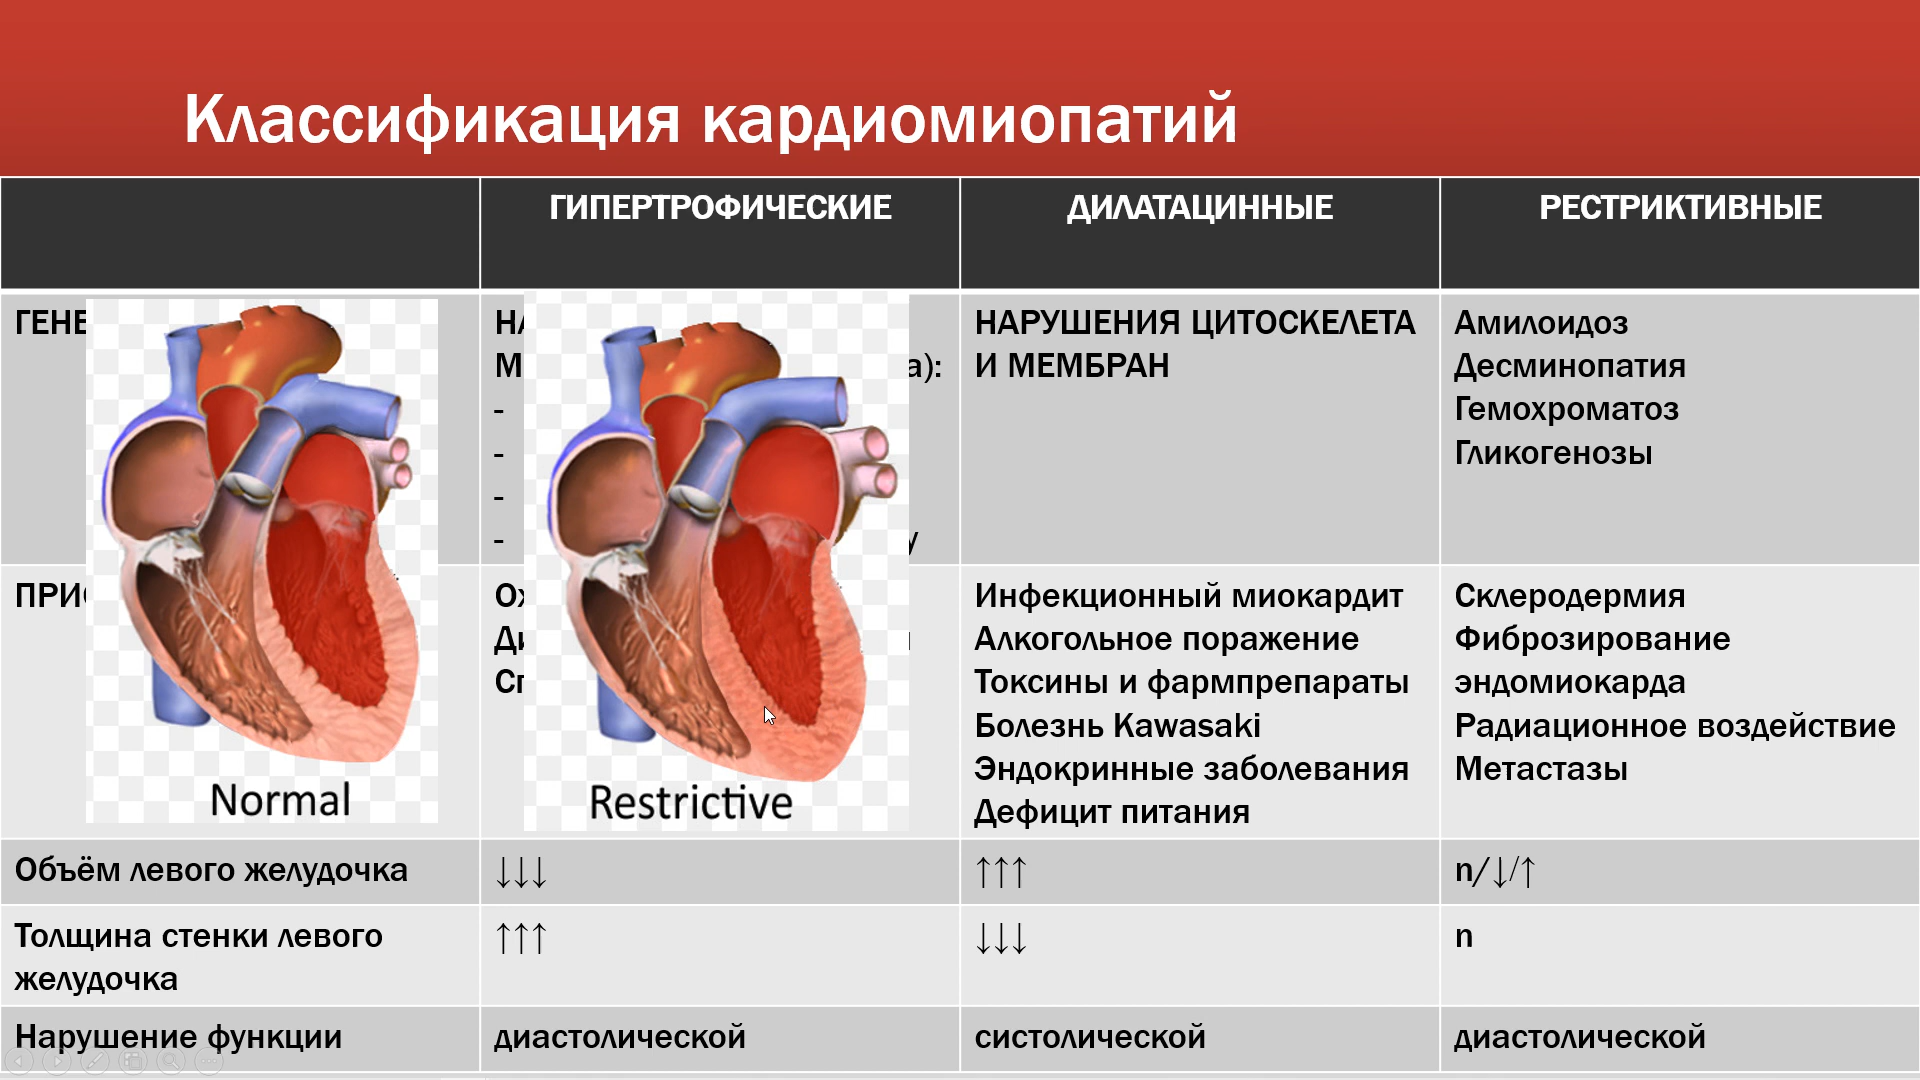 Классификация кардиомиопатий
ГИПЕРТРОФИЧЕСКИЕ
ДИЛАТАЦИННЫЕ
РЕСТРИКТИВНЫЕ
а):
-
-
-
-
НАРУШЕНИЯ ЦИТОСКЕЛЕТА
И МЕМБРАН
Амилоидоз
Десминопатия
Гемохроматоз
Гликогенозы
Инфекционный миокардит
Алкогольное поражение
Токсины и фармпрепараты
Болезнь Kawasaki
Эндокринные заболевания
Дефицит питания
Склеродермия
Фиброзирование
эндомиокарда
Радиационное воздействие
Метастазы
Normal
Restrictive
Объём левого желудочка
↓↓↓
↑↑↑
n/↓/↑
Толщина стенки левого
желудочка
↑↑↑
↓↓↓
n
Нарушение функции
диастолической
систолической
диастолической